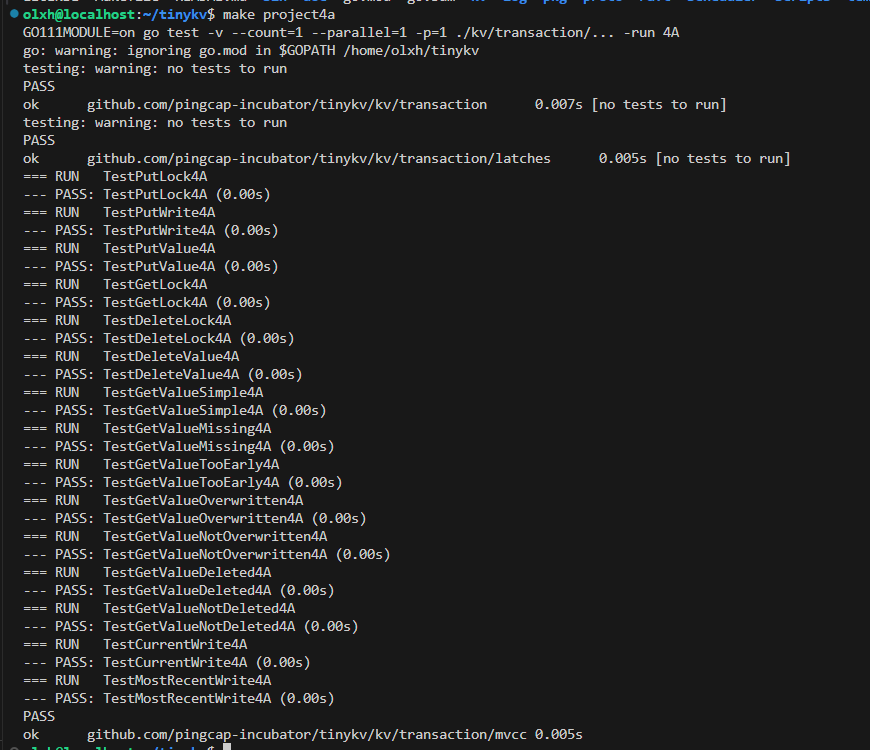 olxh@localhost:~/tinykv$ make project4a
GO111MODULE=on go test -v --count=1 --parallel=1 -p=1 ./kv/transaction/... -run 4A
go: warning: ignoring go.mod in $GOPATH /home/olxh/tinykv
testing: warning: no tests to run
PASS
ok      github.com/pingcap-incubator/tinykv/kv/transaction      0.007s [no tests to run]
testing: warning: no tests to run
PASS
ok      github.com/pingcap-incubator/tinykv/kv/transaction/latches      0.005s [no tests to run]
=== RUN   TestPutLock4A
--- PASS: TestPutLock4A (0.00s)
=== RUN   TestPutWrite4A
--- PASS: TestPutWrite4A (0.00s)
=== RUN   TestPutValue4A
--- PASS: TestPutValue4A (0.00s)
=== RUN   TestGetLock4A
--- PASS: TestGetLock4A (0.00s)
=== RUN   TestDeleteLock4A
--- PASS: TestDeleteLock4A (0.00s)
=== RUN   TestDeleteValue4A
--- PASS: TestDeleteValue4A (0.00s)
=== RUN   TestGetValueSimple4A
--- PASS: TestGetValueSimple4A (0.00s)
=== RUN   TestGetValueMissing4A
--- PASS: TestGetValueMissing4A (0.00s)
=== RUN   TestGetValueTooEarly4A
--- PASS: TestGetValueTooEarly4A (0.00s)
=== RUN   TestGetValueOverwritten4A
--- PASS: TestGetValueOverwritten4A (0.00s)
=== RUN   TestGetValueNotOverwritten4A
--- PASS: TestGetValueNotOverwritten4A (0.00s)
=== RUN   TestGetValueDeleted4A
--- PASS: TestGetValueDeleted4A (0.00s)
=== RUN   TestGetValueNotDeleted4A
--- PASS: TestGetValueNotDeleted4A (0.00s)
=== RUN   TestCurrentWrite4A
--- PASS: TestCurrentWrite4A (0.00s)
=== RUN   TestMostRecentWrite4A
--- PASS: TestMostRecentWrite4A (0.00s)
PASS
ok      github.com/pingcap-incubator/tinykv/kv/transaction/mvcc 0.005s